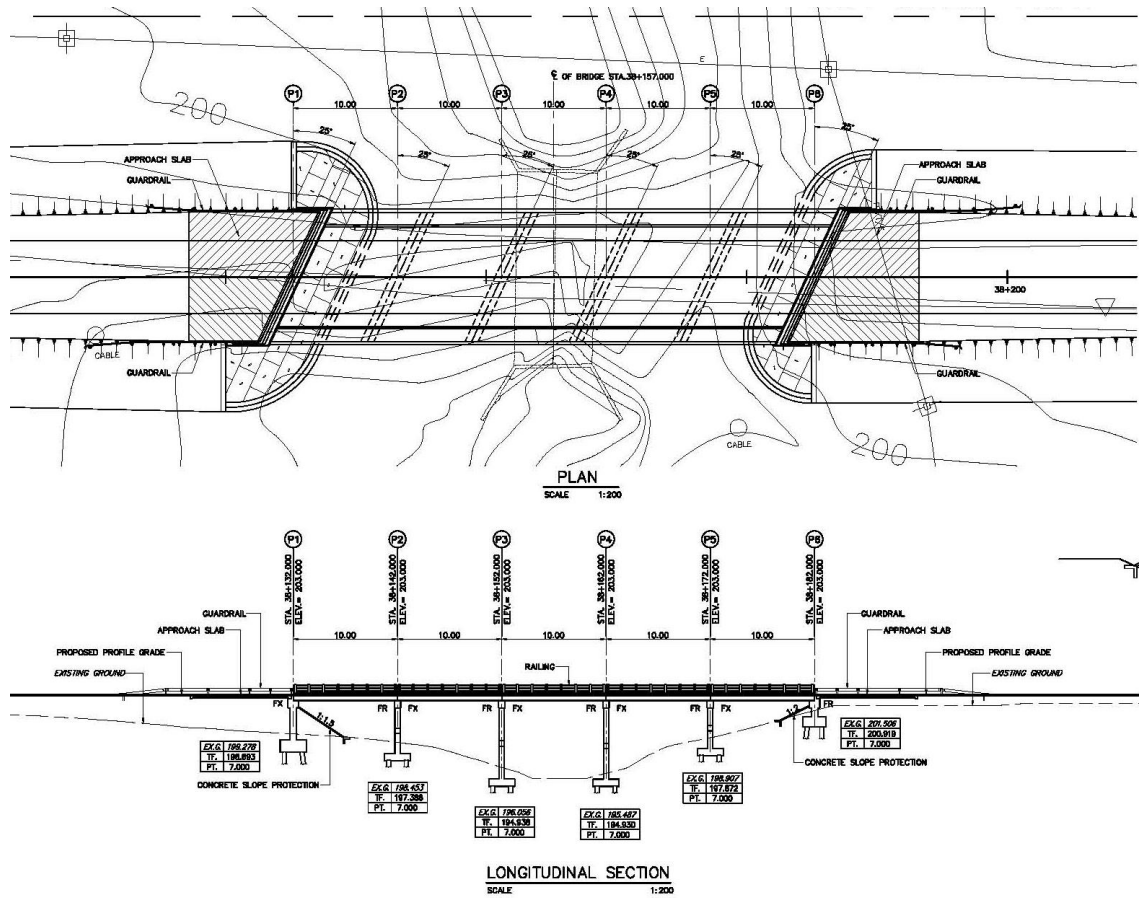 E
℄ OF BRIDGE STA.38+157.000
P1 P2 P3 P4 P5 P6
10.00 10.00 10.00 10.00 10.00
200
25° 25° 25° 25° 25° 25°
APPROACH SLAB
GUARDRAIL
APPROACH SLAB
GUARDRAIL
38+200
CABLE
GUARDRAIL
GUARDRAIL
CABLE
200
PLAN
SCALE 1:200
P1 P2 P3 P4 P5 P6
STA. 38+132.000
ELEV.= 203.000
STA. 38+142.000
ELEV.= 203.000
STA. 38+152.000
ELEV.= 203.000
STA. 38+162.000
ELEV.= 203.000
STA. 38+172.000
ELEV.= 203.000
STA. 38+182.000
ELEV.= 203.000
10.00 10.00 10.00 10.00 10.00
GUARDRAIL
APPROACH SLAB
PROPOSED PROFILE GRADE
EXISTING GROUND
RAILING
GUARDRAIL
APPROACH SLAB
PROPOSED PROFILE GRADE
EXISTING GROUND
FX FR FX FR FX FR FX FR FX FR
1:1.5
1:2
EX.G.
TF.
PT. 7.000
CONCRETE SLOPE PROTECTION
EX.G. 198.453
TF. 197.386
PT. 7.000
EX.G. 196.056
TF. 194.936
PT. 7.000
EX.G. 195.487
TF. 194.930
PT. 7.000
EX.G. 198.907
TF. 197.672
PT. 7.000
EX.G. 201.506
TF. 200.919
PT. 7.000
CONCRETE SLOPE PROTECTION
LONGITUDINAL SECTION
SCALE 1:200